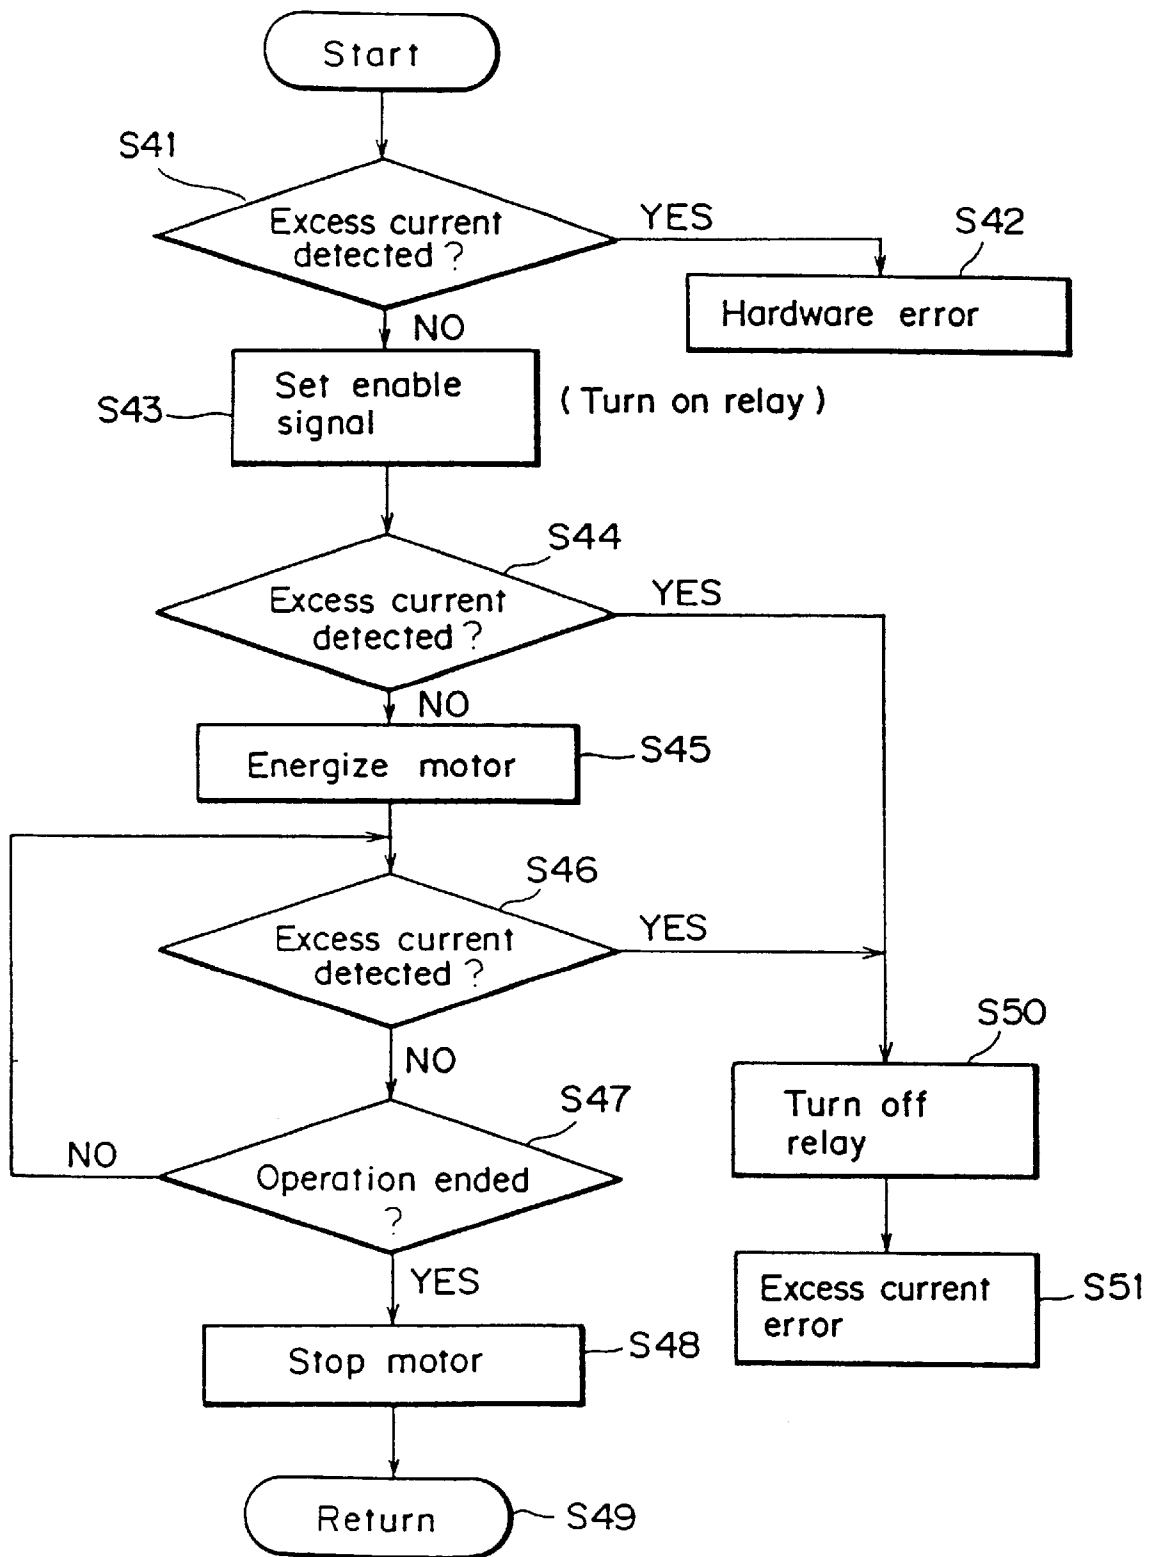 Start
S41
Excess current
detected ?
YES
S42
Hardware error
NO
S43
Set enable
signal
(Turn on relay)
S44
Excess current
detected ?
YES
NO
Energize motor
S45
S46
Excess current
detected ?
YES
NO
S50
Turn off
relay
S47
Operation ended
?
NO
YES
S51
Excess current
error
Stop motor
S48
Return
S49